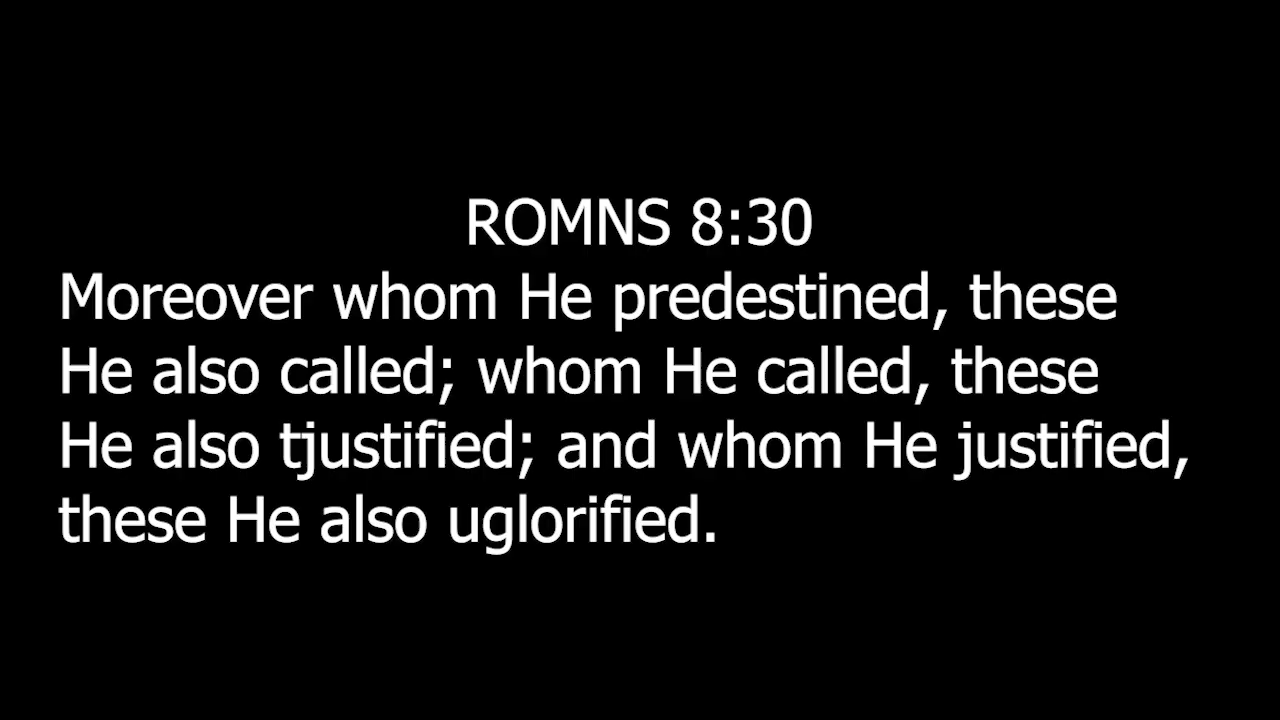 ROMNS 8:30
Moreover whom He predestined, these
He also called; whom He called, these
He also tjustified; and whom He justified,
these He also uglorified.